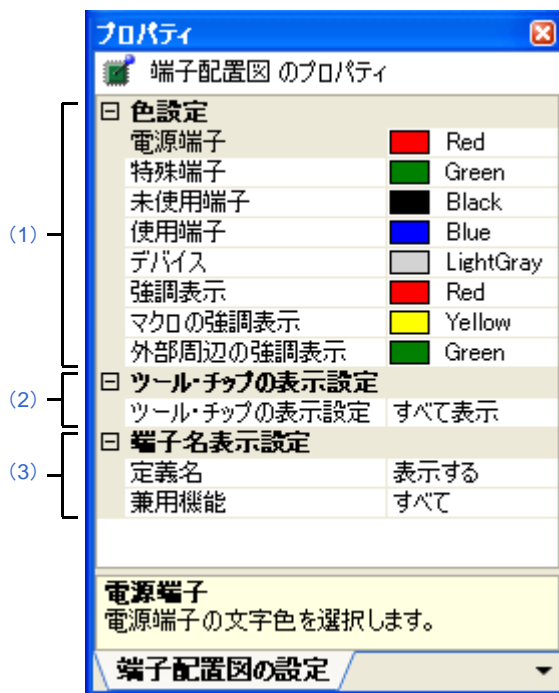 プロパティ
端子配置図 のプロパティ
(1)
色設定
電源端子 Red
特殊端子 Green
未使用端子 Black
使用端子 Blue
デバイス LightGray
強調表示 Red
マクロの強調表示 Yellow
外部周辺の強調表示 Green
(2)
ツール・チップの表示設定
ツール・チップの表示設定 すべて表示
(3)
端子名表示設定
定義名 表示する
兼用機能 すべて
電源端子
電源端子の文字色を選択します。
端子配置図の設定